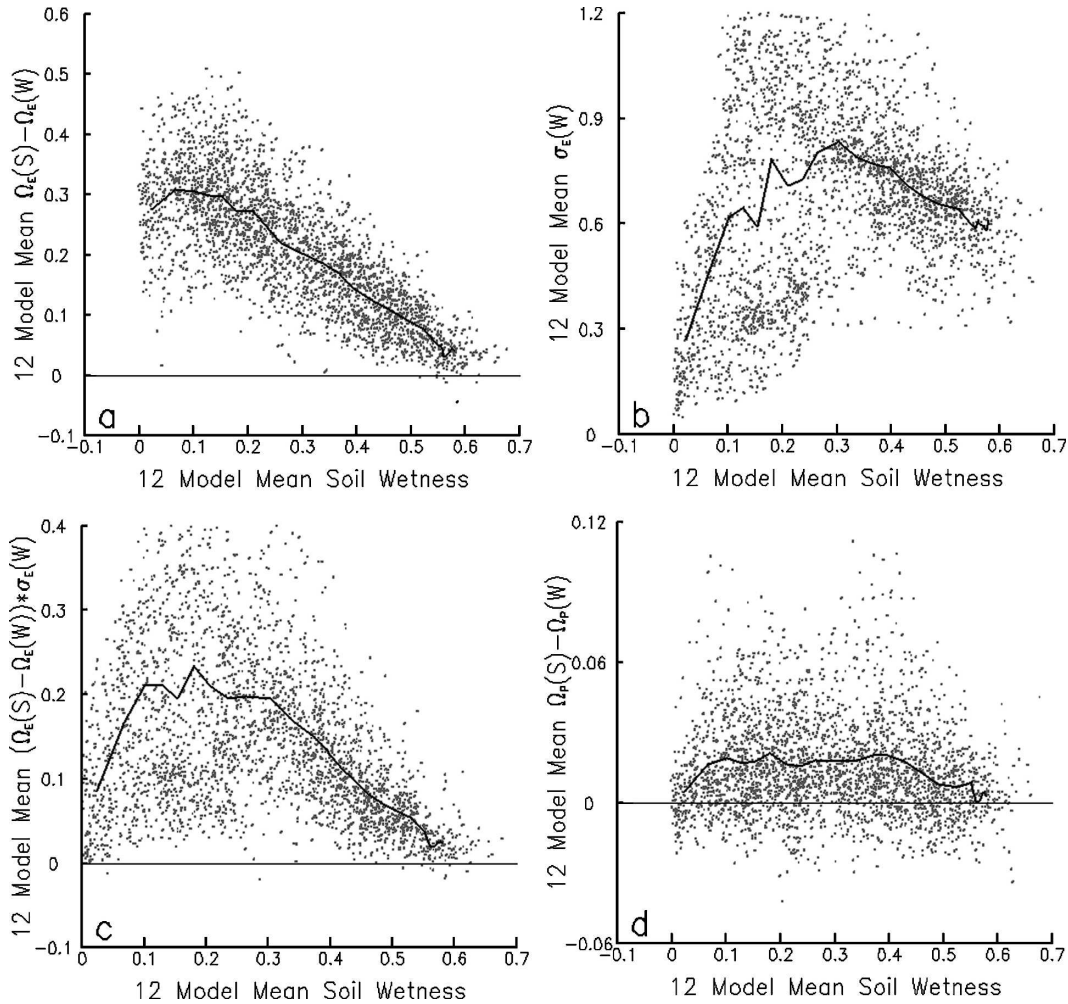 0.6
0.5
0.4
0.3
0.2
0.1
0
-0.1
12 Model Mean Ω_E(S)-Ω_E(W)
a
-0.1 0 0.1 0.2 0.3 0.4 0.5 0.6 0.7
12 Model Mean Soil Wetness
1.2
0.9
0.6
0.3
0
12 Model Mean σ_E(W)
b
-0.1 0 0.1 0.2 0.3 0.4 0.5 0.6 0.7
12 Model Mean Soil Wetness
0.4
0.3
0.2
0.1
0
-0.1
12 Model Mean (Ω_E(S)-Ω_E(W))*σ_E(W)
c
0 0.1 0.2 0.3 0.4 0.5 0.6 0.7
12 Model Mean Soil Wetness
0.12
0.06
0
-0.06
12 Model Mean Ω_P(S)-Ω_P(W)
d
-0.1 0 0.1 0.2 0.3 0.4 0.5 0.6 0.7
12 Model Mean Soil Wetness